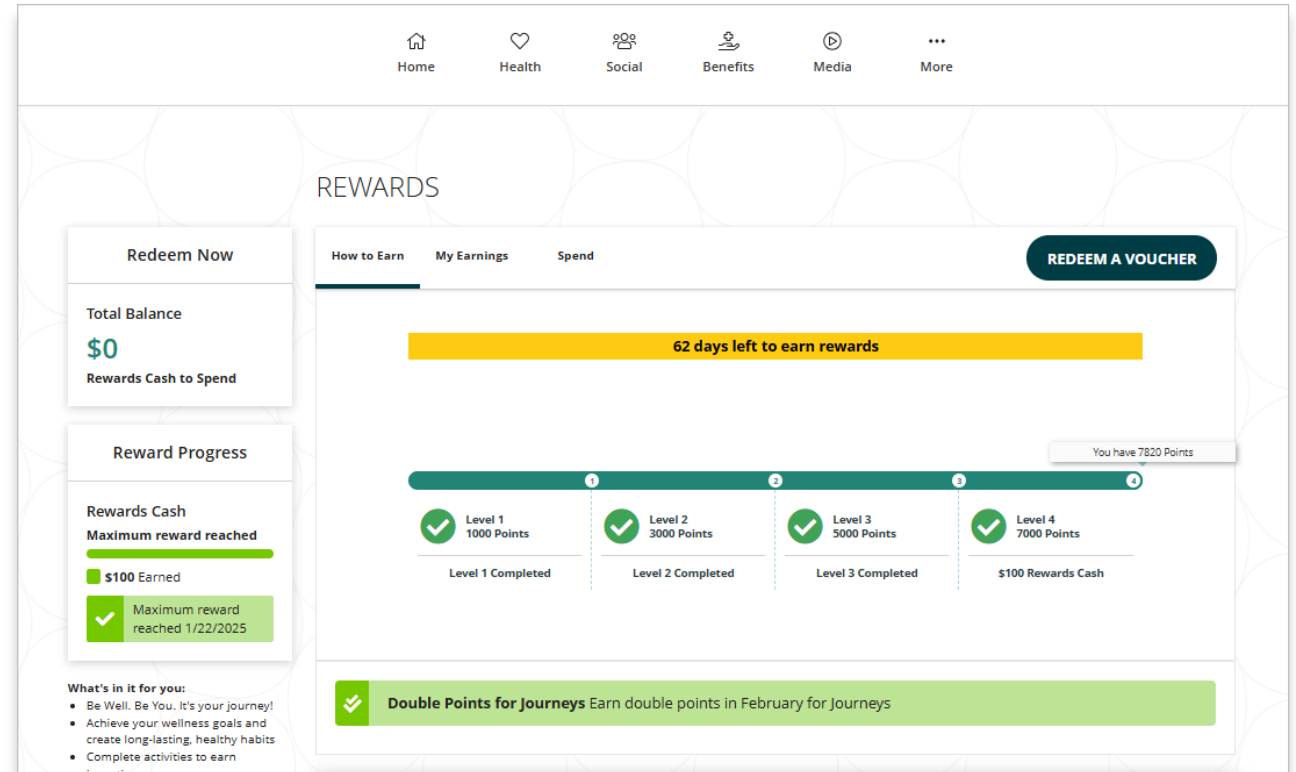 Home Health Social Benefits Media More
REWARDS
Redeem Now
Total Balance
$0
Rewards Cash to Spend
Reward Progress
Rewards Cash
Maximum reward reached
$100 Earned
Maximum reward
reached 1/22/2025
What's in it for you:
• Be Well. Be You. It's your journey!
• Achieve your wellness goals and
create long-lasting, healthy habits
• Complete activities to earn
How to Earn My Earnings Spend
REDEEM A VOUCHER
62 days left to earn rewards
You have 7820 Points
1 2 3 4
Level 1
1000 Points
Level 1 Completed
Level 2
3000 Points
Level 2 Completed
Level 3
5000 Points
Level 3 Completed
Level 4
7000 Points
$100 Rewards Cash
Double Points for Journeys Earn double points in February for Journeys